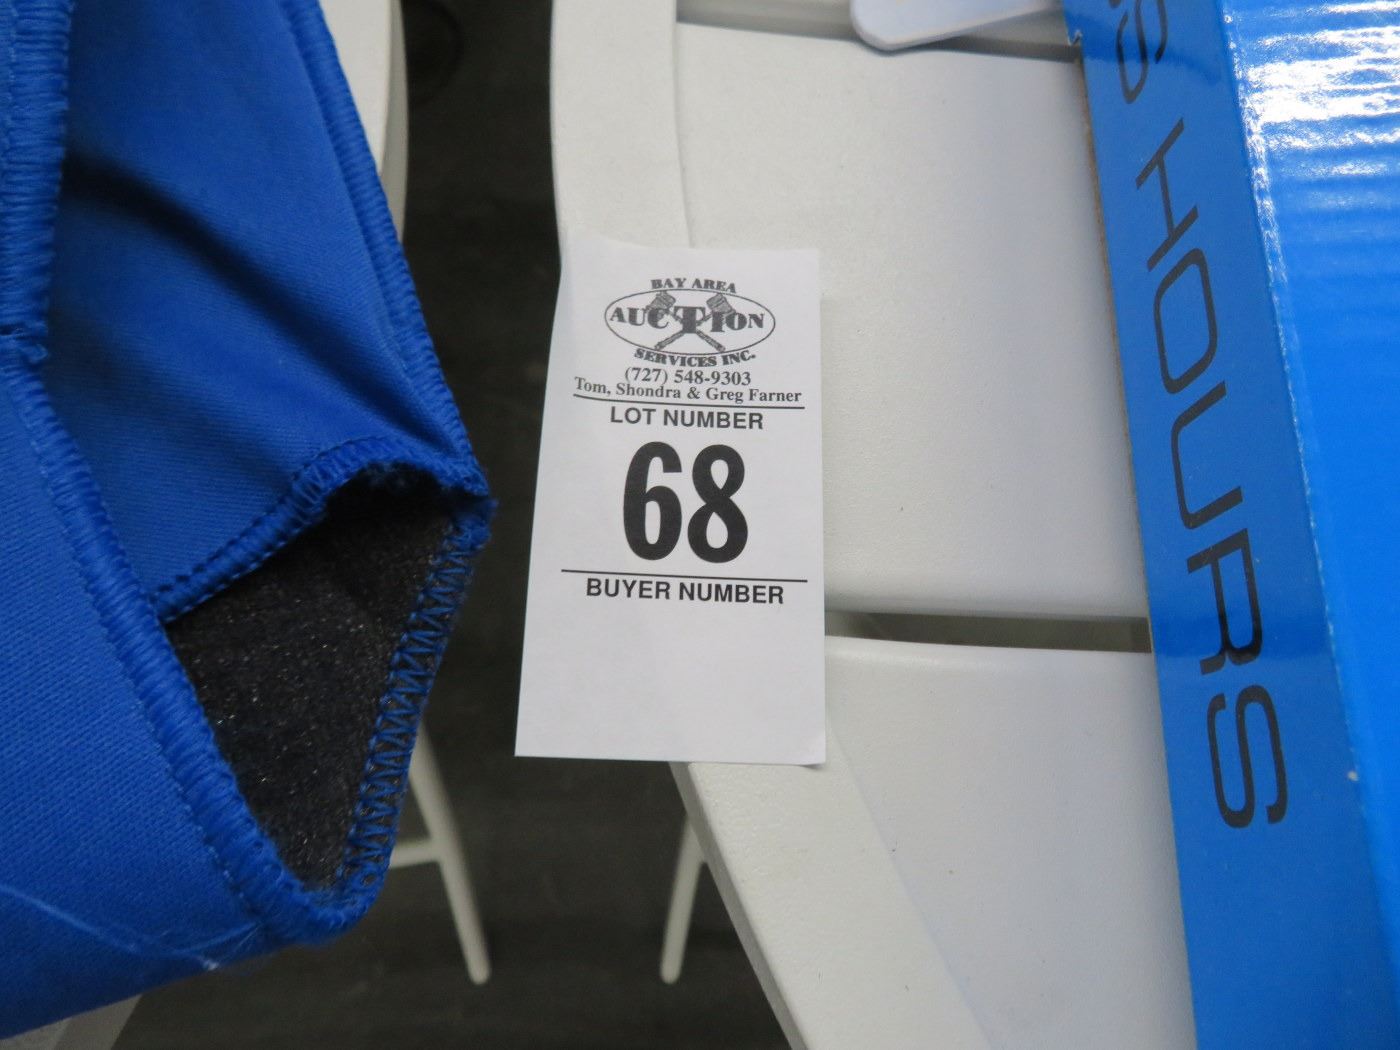 BAY AREA
AUCTION
SERVICES INC.
(727) 548-9303
Tom, Shondra & Greg Farner
LOT NUMBER
68
BUYER NUMBER
HOURS